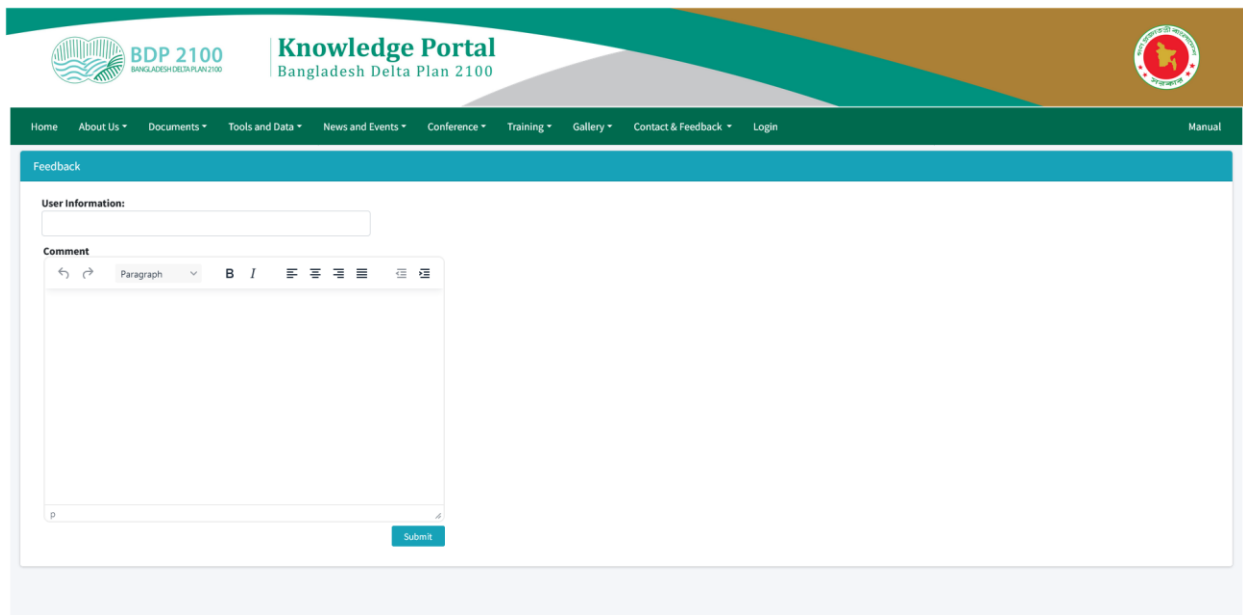 BDP 2100
BANGLADESH DELTA PLAN 2100
Knowledge Portal
Bangladesh Delta Plan 2100
Home About Us Documents Tools and Data News and Events Conference Training Gallery Contact & Feedback Login Manual
Feedback
User Information:
Comment
Paragraph B I
p
Submit